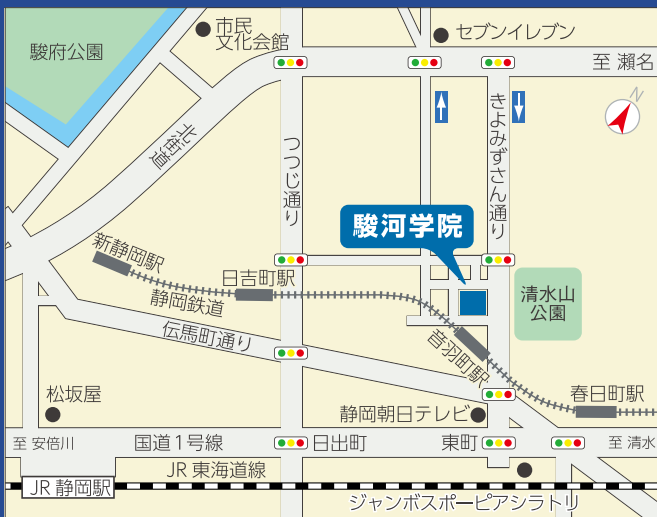 市民
文化会館
セブンイレブン
駿府公園
至 瀬名
N
北街道
つつじ通り
きよみずさん通り
駿河学院
新静岡駅
日吉町駅
静岡鉄道
清水山
公園
伝馬町通り
音羽町駅
春日町駅
松坂屋
静岡朝日テレビ
至 安倍川
国道1号線
日出町
東町
至 清水
JR 東海道線
JR 静岡駅
ジャンボスポーピアシラトリ